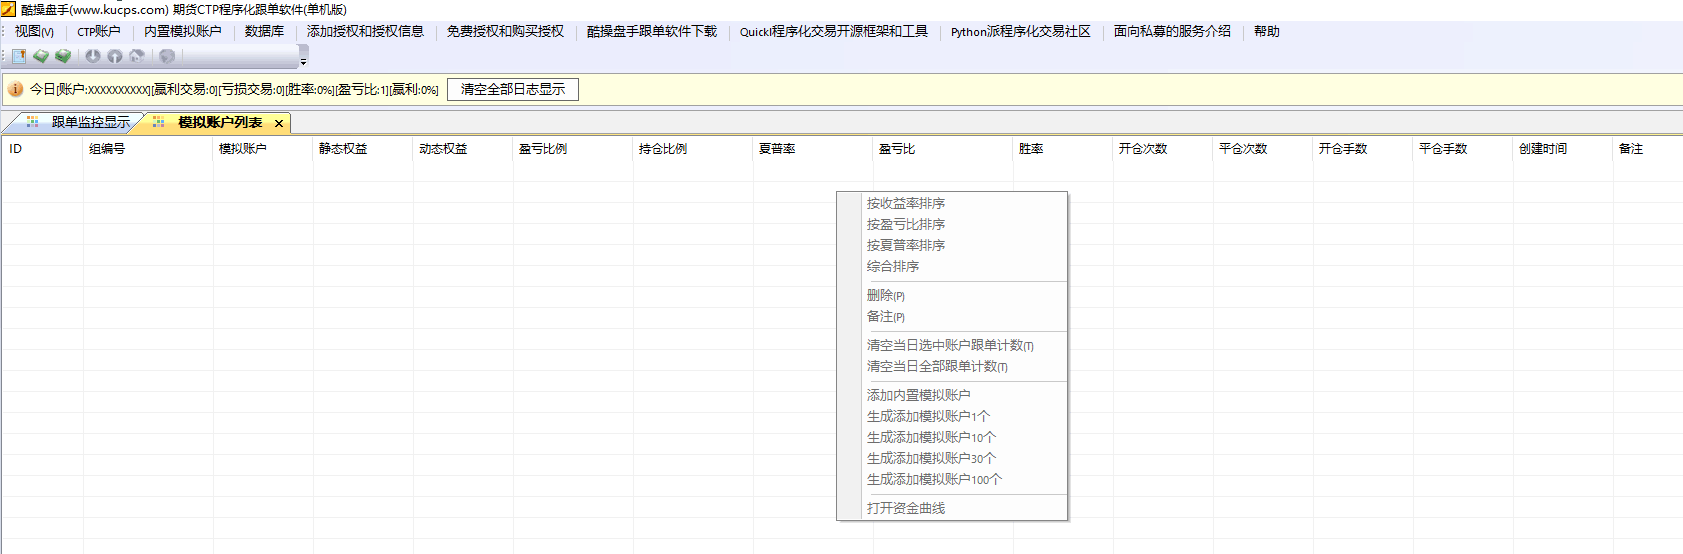 酷操盘手(www.kucps.com) 期货CTP程序化跟单软件(单机版)
视图(V) CTP账户 内置模拟账户 数据库 添加授权和授权信息 免费授权和购买授权 酷操盘手跟单软件下载 QuickI程序化交易开源框架和工具 Python派程序化交易社区 面向私募的服务介绍 帮助
今日[账户:XXXXXXXXXX][赢利交易:0][亏损交易:0][胜率:0%][盈亏比:1][赢利:0%] 清空全部日志显示
跟单监控显示 模拟账户列表 ×
ID 组编号 模拟账户 静态权益 动态权益 盈亏比例 持仓比例 夏普率 盈亏比 胜率 开仓次数 平仓次数 开仓手数 平仓手数 创建时间 备注
按收益率排序
按盈亏比排序
按夏普率排序
综合排序
删除(P)
备注(P)
清空当日选中账户跟单计数(T)
清空当日全部跟单计数(T)
添加内置模拟账户
生成添加模拟账户1个
生成添加模拟账户10个
生成添加模拟账户30个
生成添加模拟账户100个
打开资金曲线